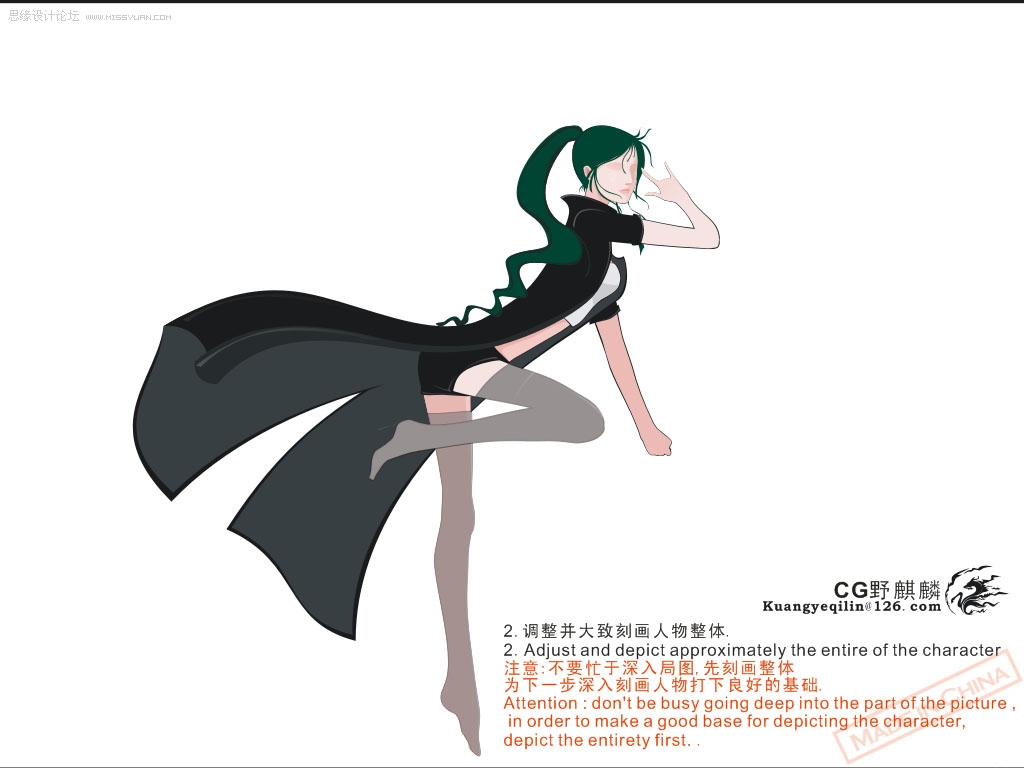 思缘设计论坛 WWW.MISSYUAN.COM
CG野麒麟
Kuangyeqilin@126.com
2.调整并大致刻画人物整体.
2. Adjust and depict approximately the entire of the character
注意:不要忙于深入局图,先刻画整体
为下一步深入刻画人物打下良好的基础.
Attention : don't be busy going deep into the part of the picture ,
in order to make a good base for depicting the character,
depict the entirety first. .
MADE IN CHINA